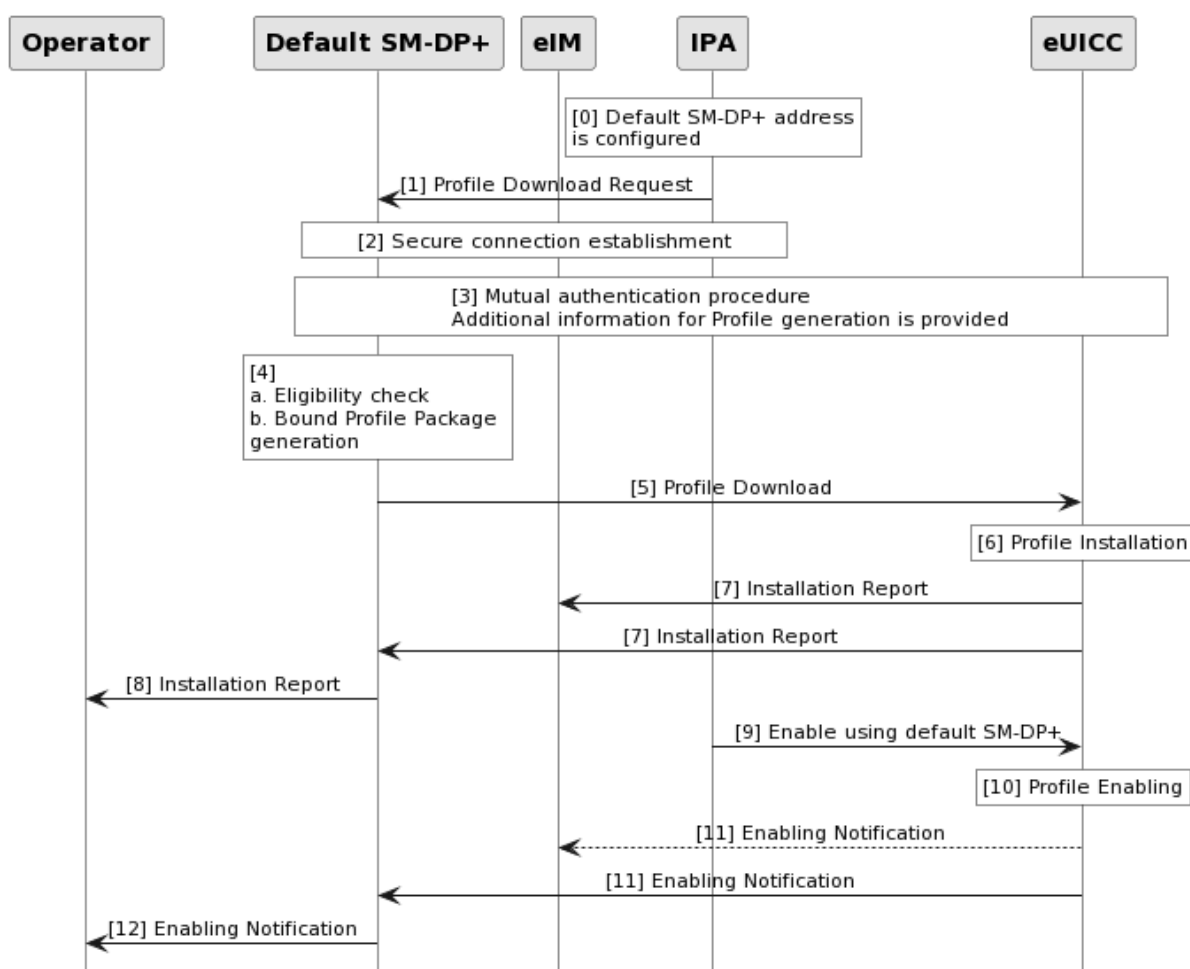 Operator
Default SM-DP+
eIM
IPA
eUICC
[0] Default SM-DP+ address
is configured
[1] Profile Download Request
[2] Secure connection establishment
[3] Mutual authentication procedure
Additional information for Profile generation is provided
[4]
a. Eligibility check
b. Bound Profile Package
generation
[5] Profile Download
[6] Profile Installation
[7] Installation Report
[7] Installation Report
[8] Installation Report
[9] Enable using default SM-DP+
[10] Profile Enabling
[11] Enabling Notification
[11] Enabling Notification
[12] Enabling Notification